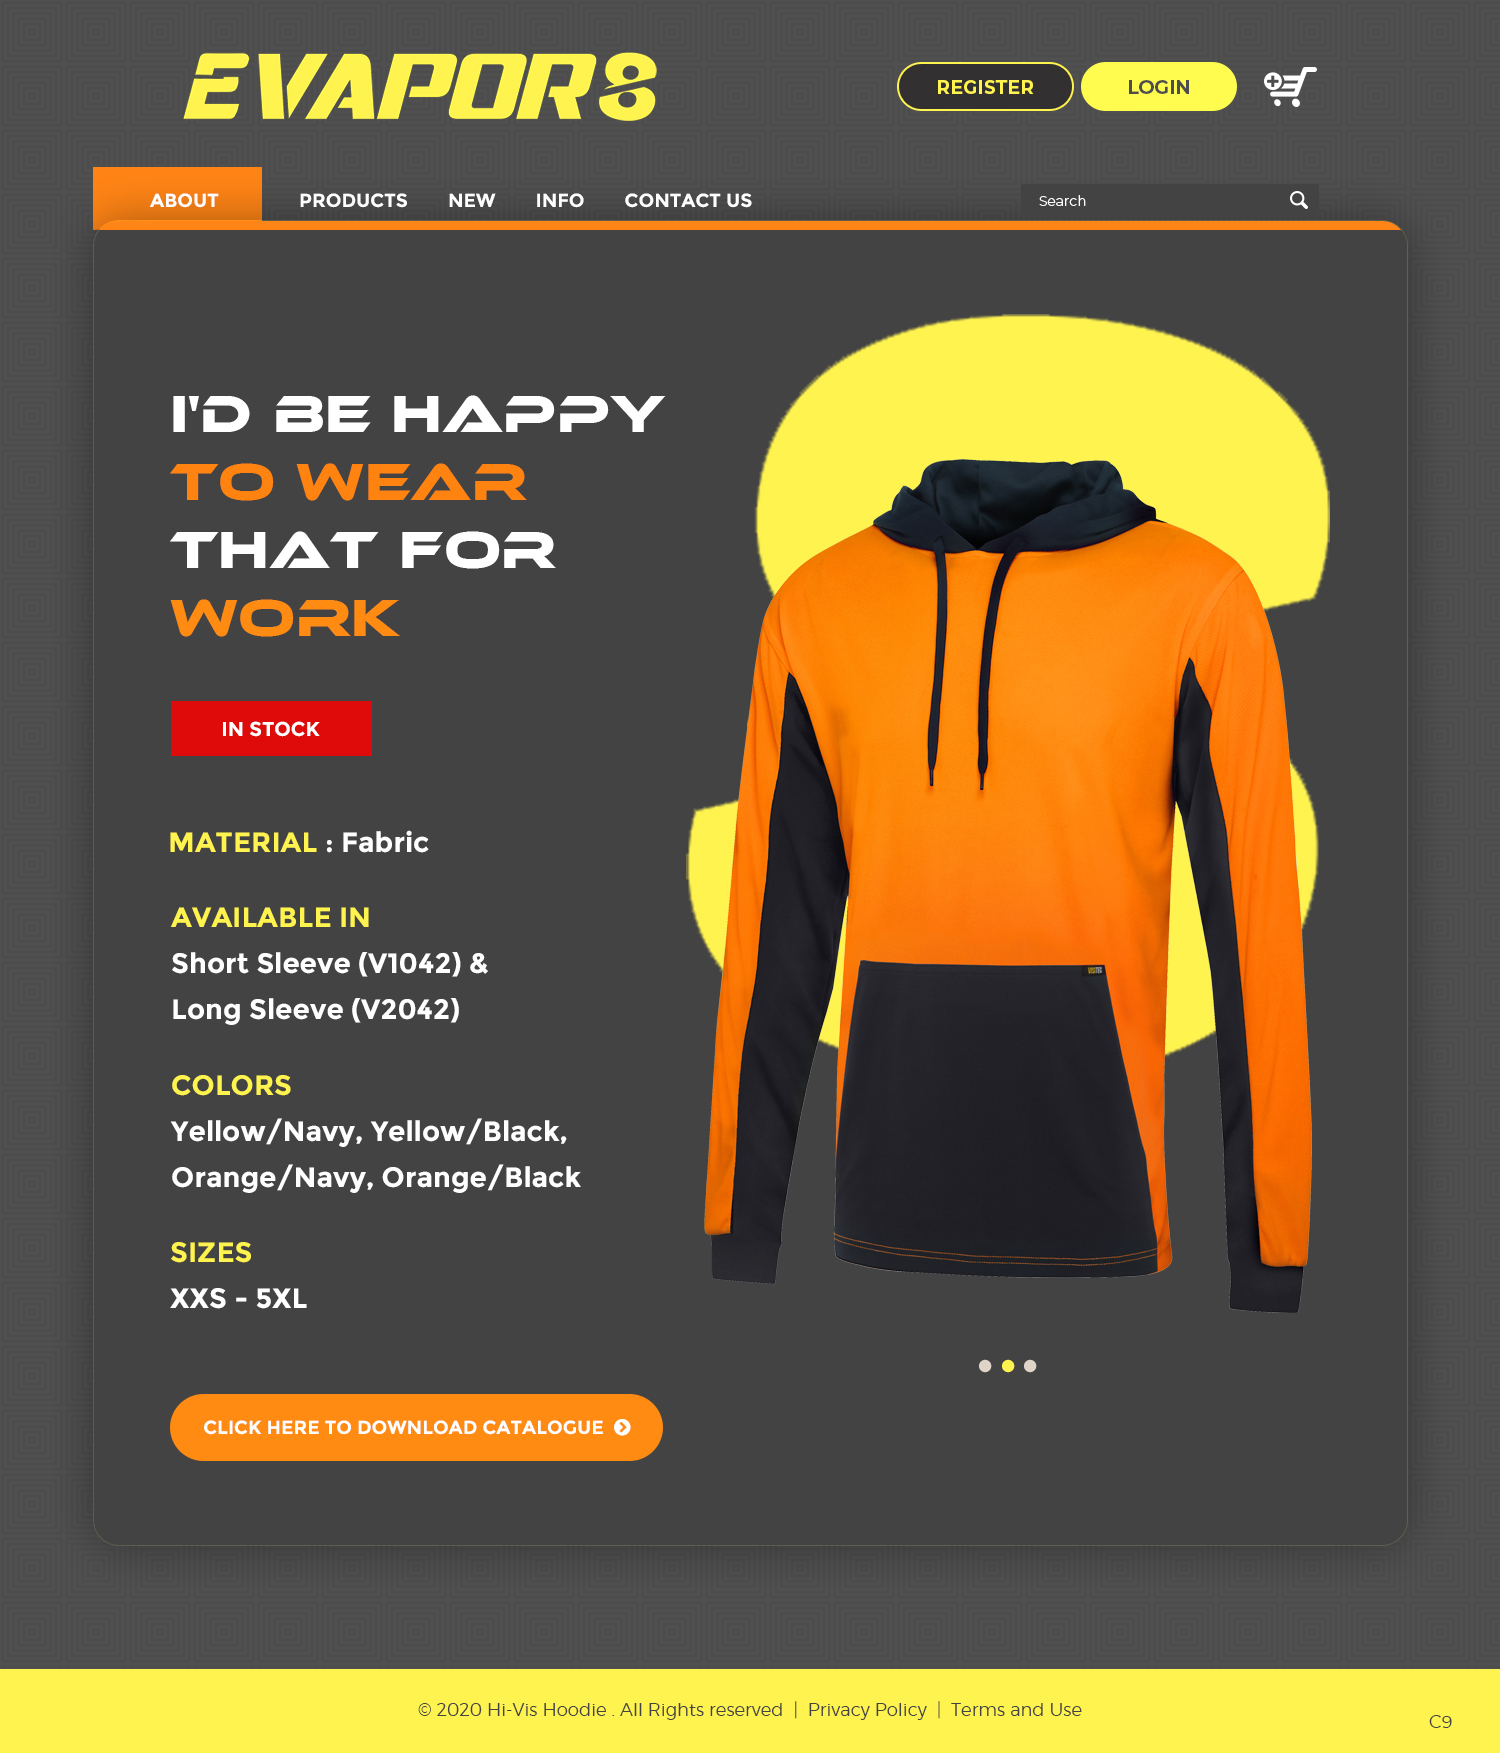 EVAPOR8
REGISTER
LOGIN
ABOUT
PRODUCTS
NEW
INFO
CONTACT US
Search
I'D BE HAPPY
TO WEAR
THAT FOR
WORK
IN STOCK
MATERIAL : Fabric
AVAILABLE IN
Short Sleeve (V1042) &
Long Sleeve (V2042)
COLORS
Yellow/Navy, Yellow/Black,
Orange/Navy, Orange/Black
SIZES
XXS - 5XL
CLICK HERE TO DOWNLOAD CATALOGUE
© 2020 Hi-Vis Hoodie . All Rights reserved | Privacy Policy | Terms and Use
C9